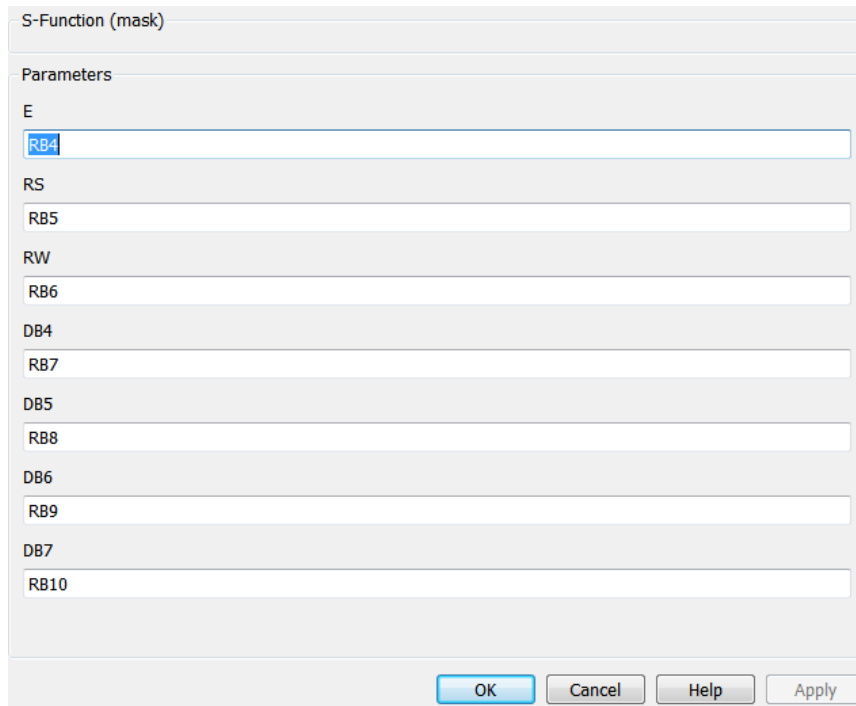 S-Function (mask)
Parameters
E
RB4
RS
RB5
RW
RB6
DB4
RB7
DB5
RB8
DB6
RB9
DB7
RB10
OK Cancel Help Apply